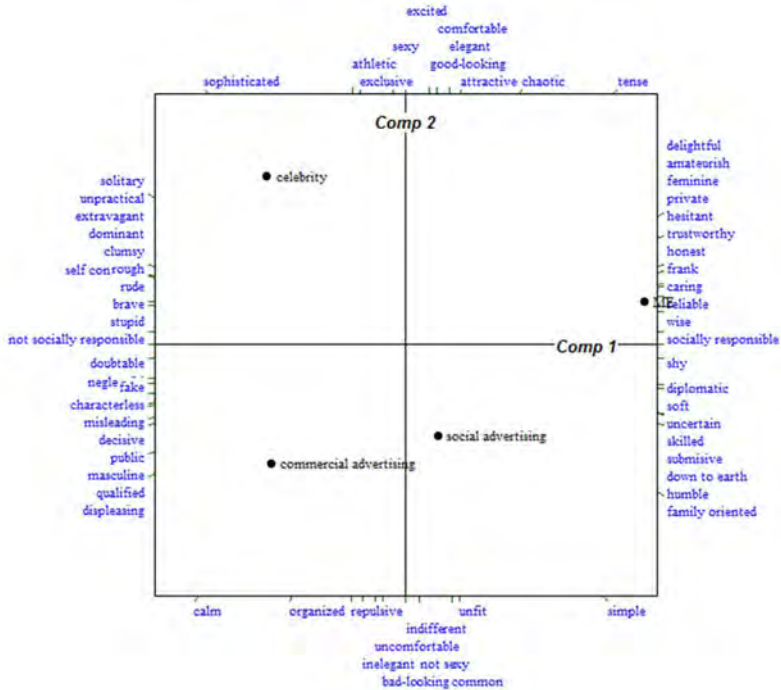 excited
comfortable
sexy elegant
athletic good-looking
sophisticated exclusive attractive chaotic tense
Comp 2
delightful
amateurish
solitary celebrity feminine
unpractical private
extravagant hesitant
dominant trustworthy
clumsy honest
self con rough frank
rude caring
brave reliable
stupid wise
not socially responsible Comp 1 socially responsible
doubtable shy
negle
fake diplomatic
characterless soft
misleading social advertising uncertain
decisive skilled
public commercial advertising submisive
masculine down to earth
qualified humble
displeasing family oriented
calm organized repulsive unfit simple
indifferent
uncomfortable
inelegant not sexy
bad-looking common